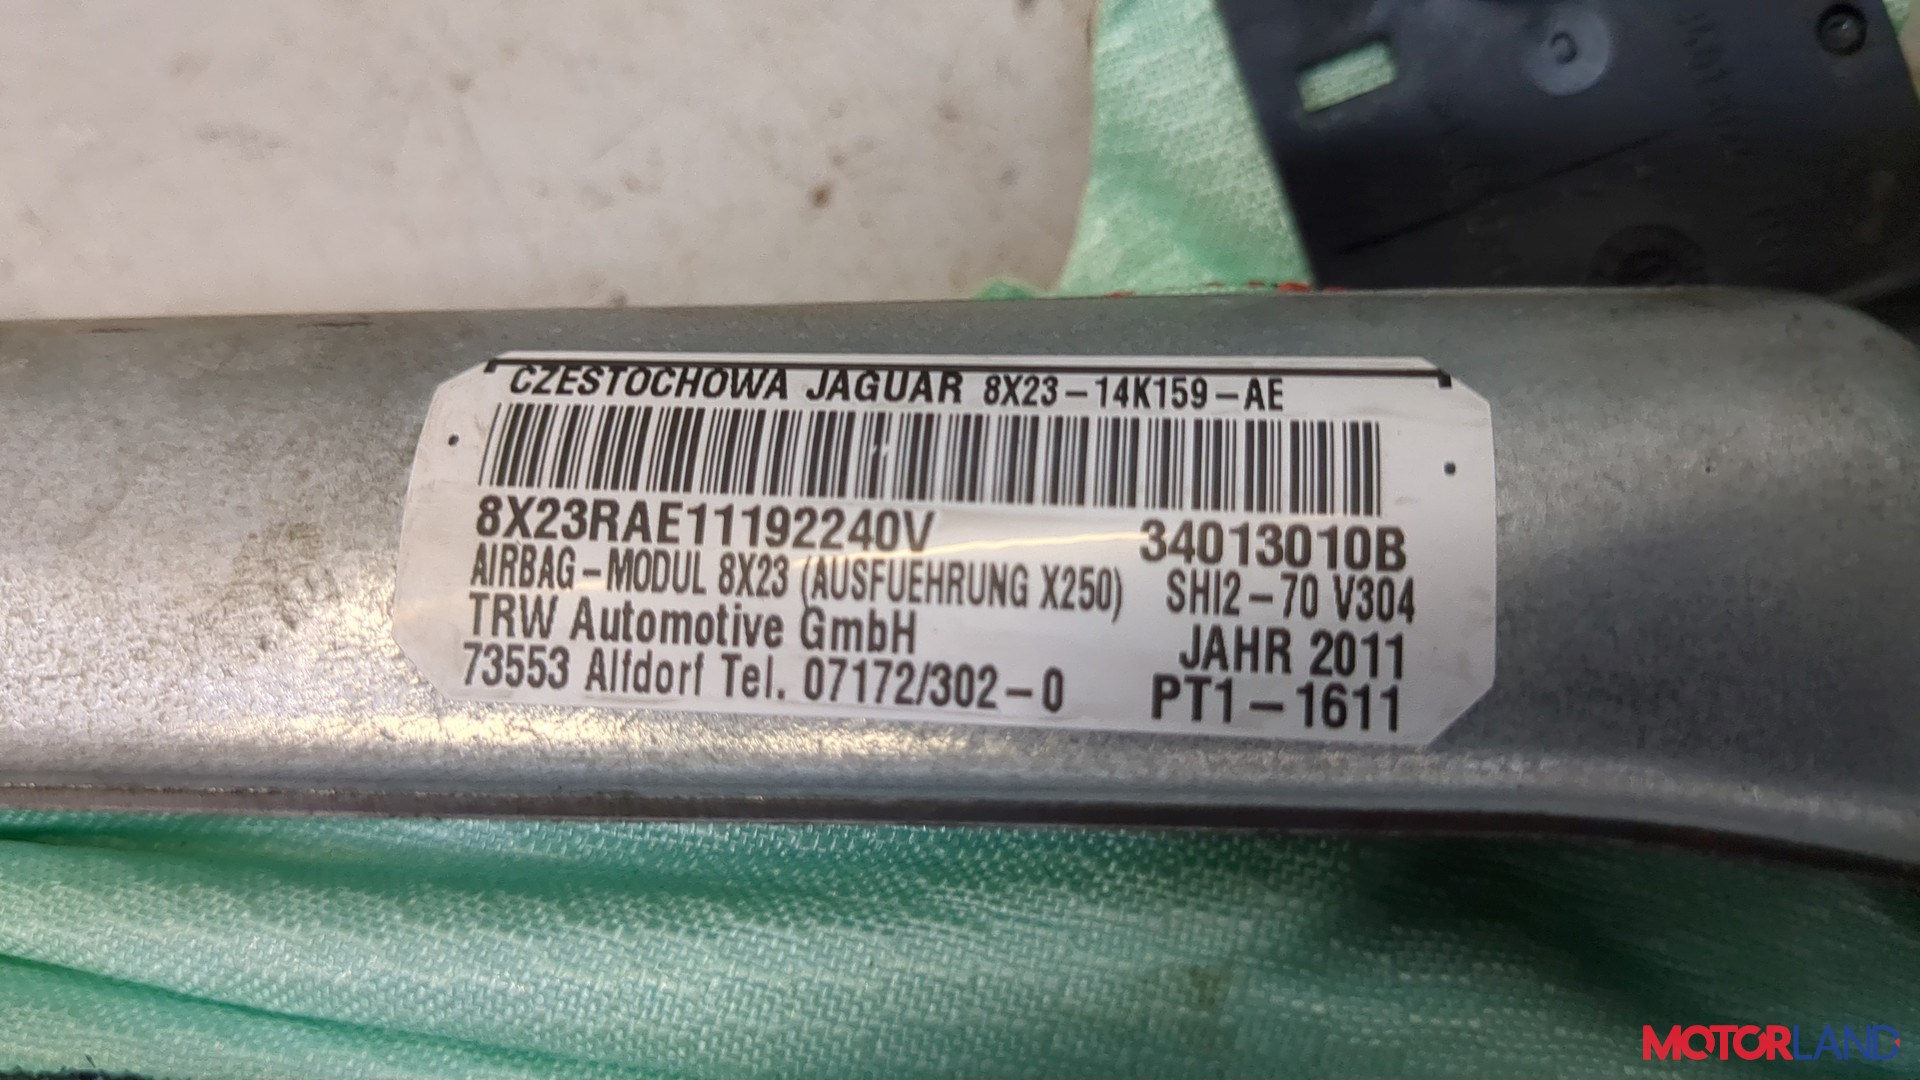 CZESTOCHOWA JAGUAR 8X23-14K159-AE
8X23RAE11192240V 34013010B
AIRBAG-MODUL 8X23 (AUSFUEHRUNG X250) SHI2-70 V304
TRW Automotive GmbH JAHR 2011
73553 Alfdorf Tel. 07172/302-0 PT1-1611
MOTORLAND